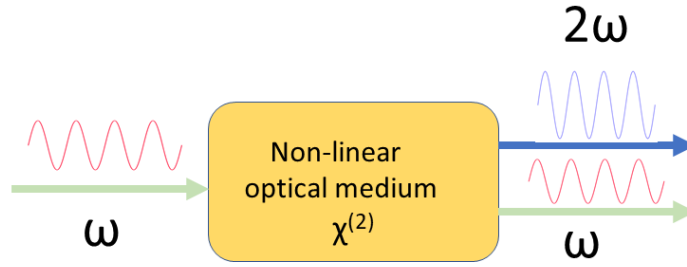 2ω
Non-linear
optical medium
χ⁽²⁾
ω
ω